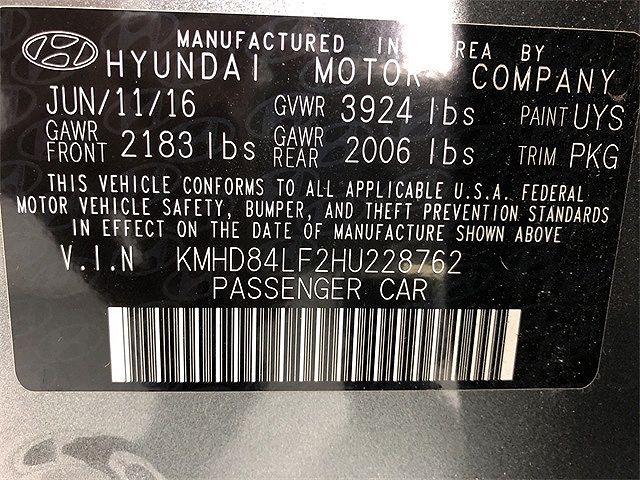 MANUFACTURED IN KOREA BY
HYUNDAI MOTOR COMPANY
JUN/11/16 GVWR 3924 lbs PAINT UYS
GAWR FRONT 2183 lbs GAWR REAR 2006 lbs TRIM PKG
THIS VEHICLE CONFORMS TO ALL APPLICABLE U.S.A. FEDERAL
MOTOR VEHICLE SAFETY, BUMPER, AND THEFT PREVENTION STANDARDS
IN EFFECT ON THE DATE OF MANUFACTURE SHOWN ABOVE
V.I.N KMHD84LF2HU228762
PASSENGER CAR